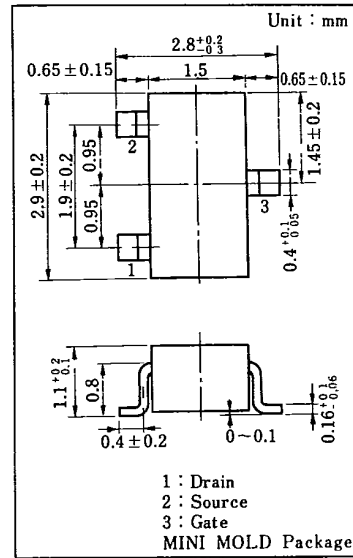 Unit : mm
2.8 +0.2 -0.3
0.65±0.15
1.5
0.65±0.15
2.9±0.2
1.9±0.2
0.95
0.95
2
1
3
1.45±0.2
0.4 +0.1 -0.05
1.1 +0.2 -0.1
0.8
0.4±0.2
0~0.1
0.16 +0.1 -0.06
1 : Drain
2 : Source
3 : Gate
MINI MOLD Package